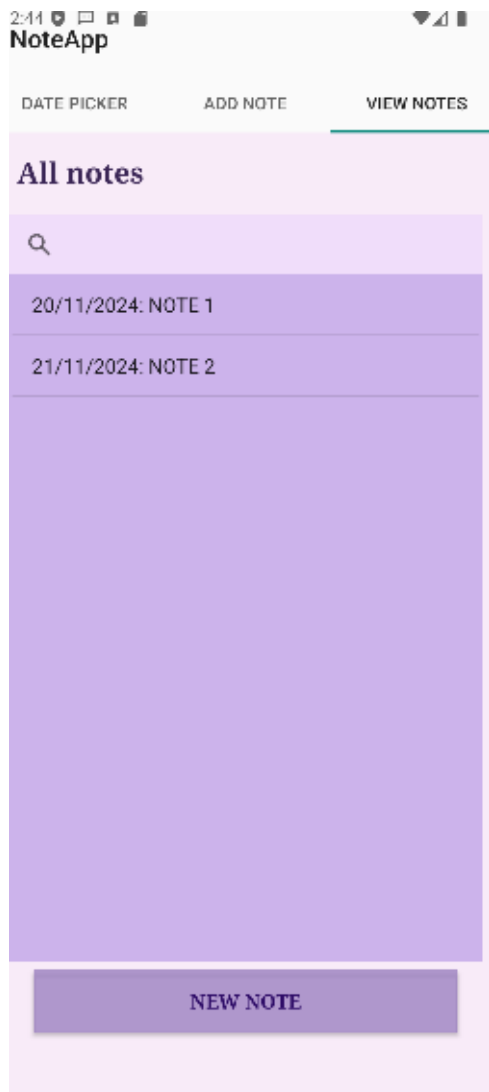 2:44
NoteApp
DATE PICKER ADD NOTE VIEW NOTES
All notes
20/11/2024: NOTE 1
21/11/2024: NOTE 2
NEW NOTE